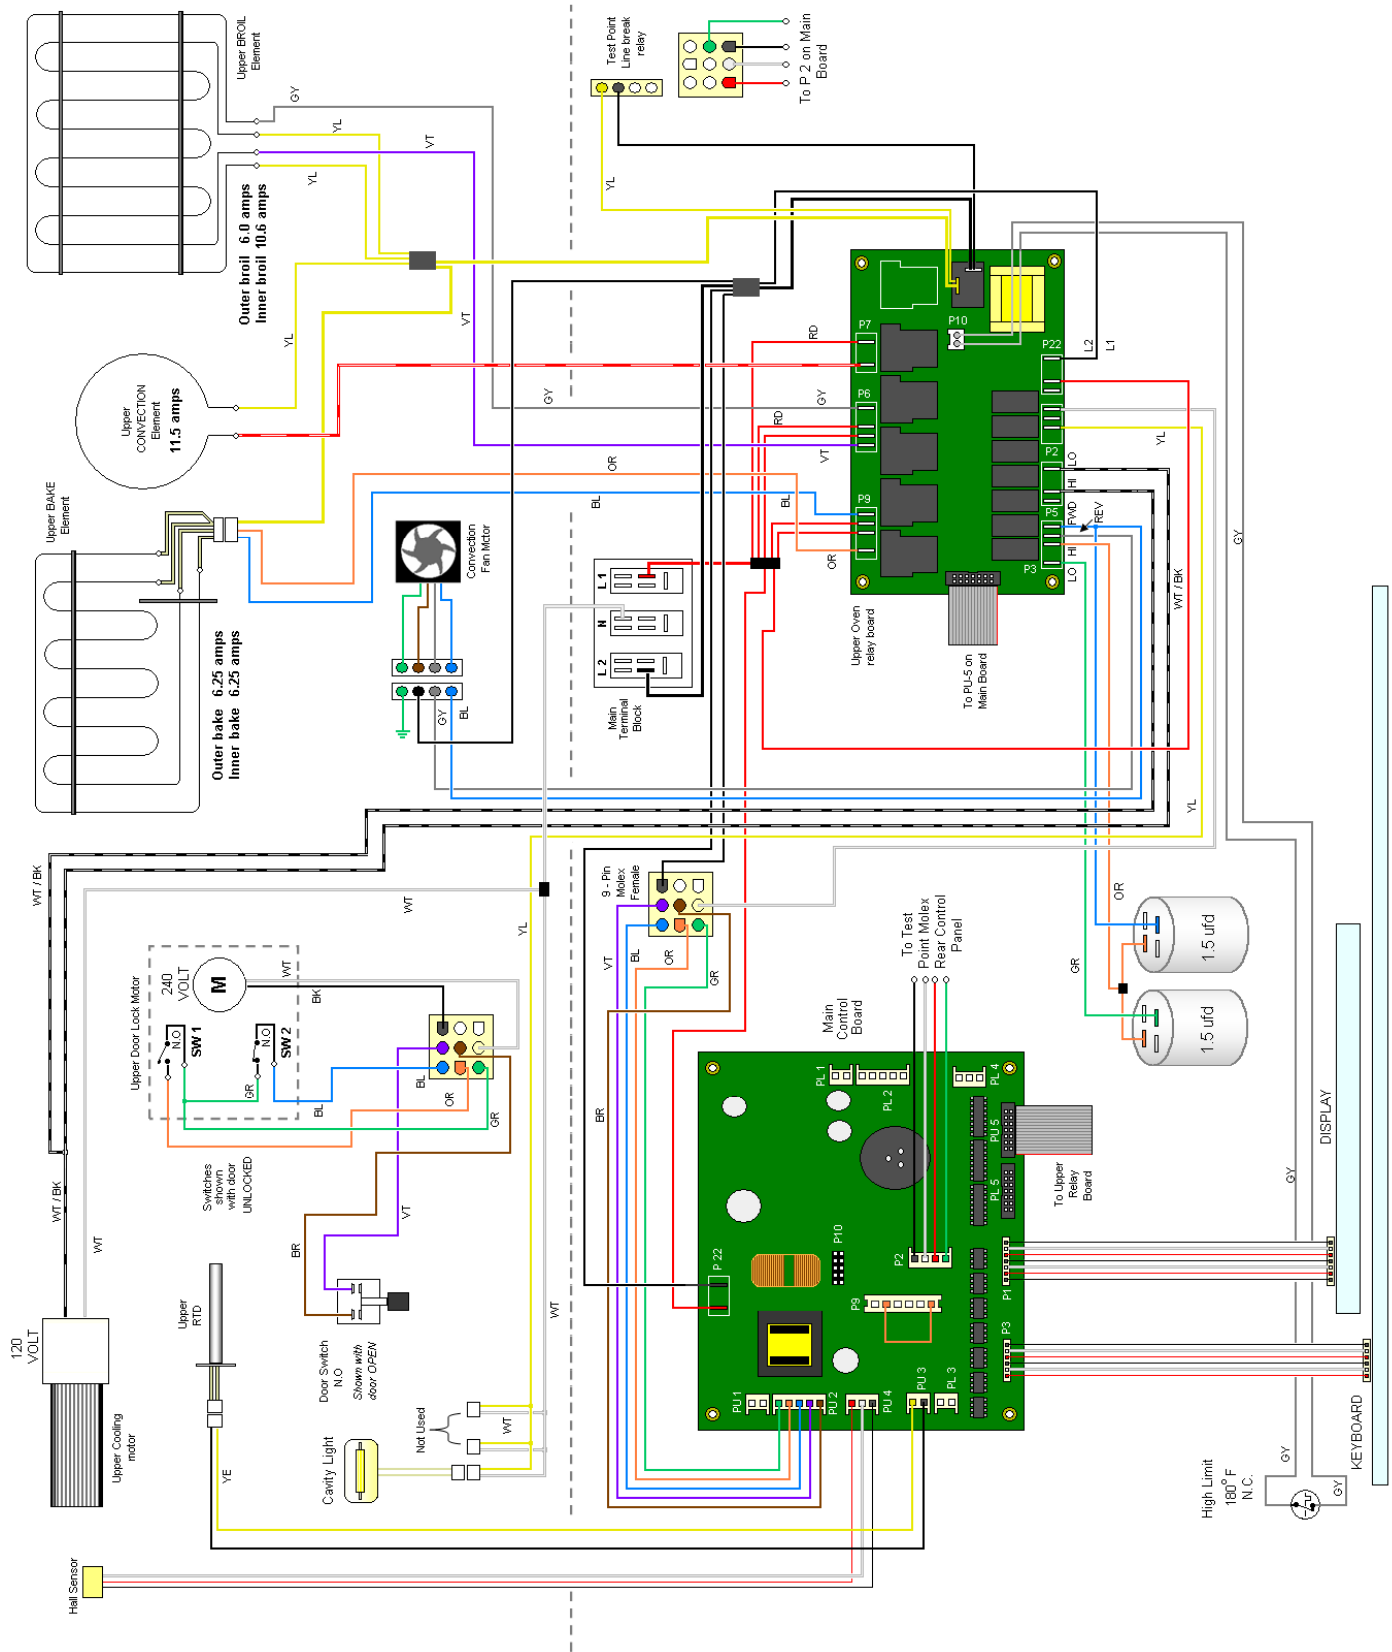 Upper BROIL
Element
GY
YL
VT
YL
Outer broil 6.0 amps
Inner broil 10.6 amps
YL
VT
Upper
CONVECTION
Element
11.5 amps
GY
Upper BAKE
Element
OR
BL
Outer bake 6.25 amps
Inner bake 6.25 amps
Convection
Fan Motor
GY
BL
Test Point
Line break
relay
To P 2 on Main
Board
YL
RD
P7
P10
P22
L2
L1
GY
P6
RD
VT
P2
YL
LO
HI
BL
P9
P5
FWD
REV
OR
P3
HI
LO
Upper Oven
relay board
To PU-5 on
Main Board
WT / BK
GY
L 1
N
L 2
Main
Terminal
Block
YL
WT / BK
WT
YL
9 - Pin
Molex
Female
VT
BL
OR
GR
OR
GR
1.5 ufd
1.5 ufd
Upper Door Lock Motor
240
VOLT
M
WT
BK
N.O.
SW 1
N.O.
SW 2
GR
BL
BL
OR
GR
Switches
shown
with door
UNLOCKED
WT / BK
WT
VT
BR
BR
To Test
Point Molex
Rear Control
Panel
Main
Control
Board
PL 1
PL 2
PL 4
PU 5
PL 5
To Upper
Relay
Board
P 22
P10
P2
P9
P1
P3
PU 1
PU 2
PU 4
PU 3
PL 3
DISPLAY
KEYBOARD
GY
GY
GY
High Limit
180° F
N.C.
120
VOLT
Upper Cooling
motor
Upper
RTD
YE
Door Switch
N.O
Shown with
door OPEN
WT
Not Used
WT
Cavity Light
Hall Sensor